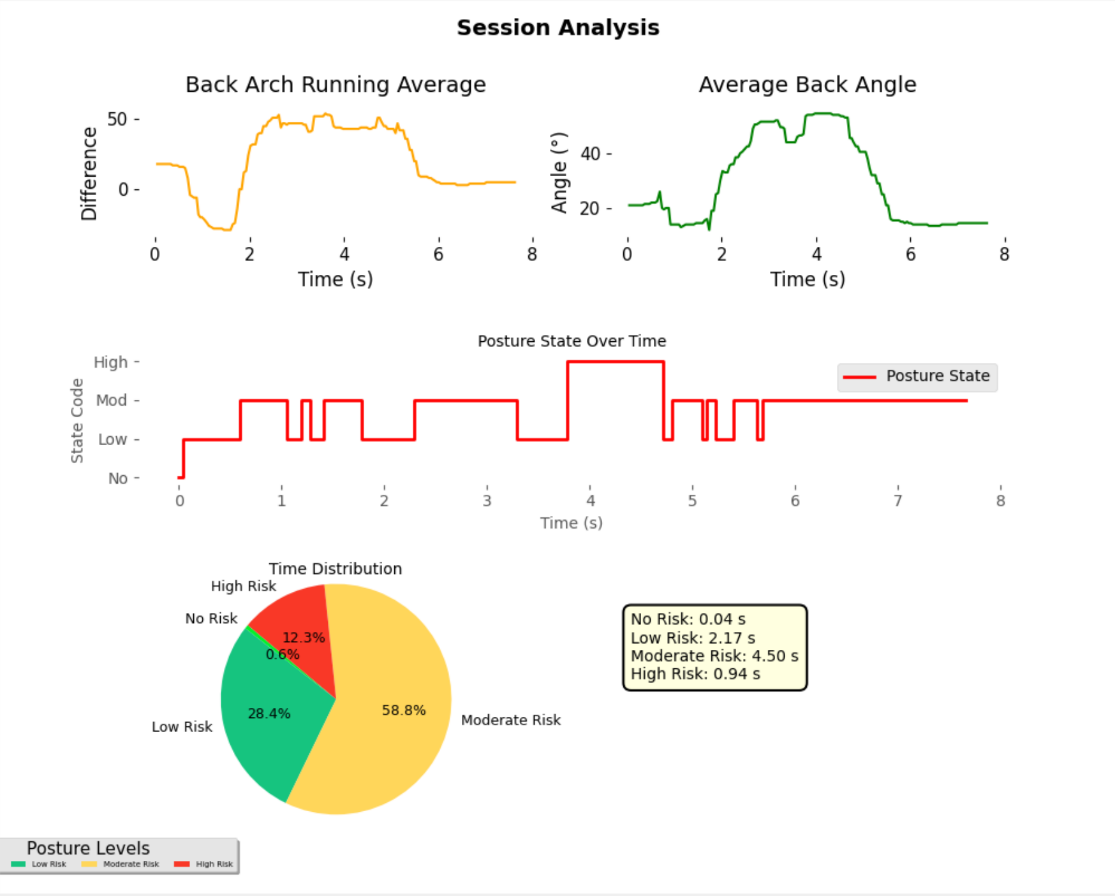 Session Analysis
Back Arch Running Average
Difference
50
0
0 2 4 6 8
Time (s)
Average Back Angle
Angle (°)
40
20
0 2 4 6 8
Time (s)
Posture State Over Time
State Code
High
Mod
Low
No
Posture State
0 1 2 3 4 5 6 7 8
Time (s)
Time Distribution
High Risk
No Risk
Low Risk
Moderate Risk
12.3%
0.6%
28.4%
58.8%
No Risk: 0.04 s
Low Risk: 2.17 s
Moderate Risk: 4.50 s
High Risk: 0.94 s
Posture Levels
Low Risk Moderate Risk High Risk